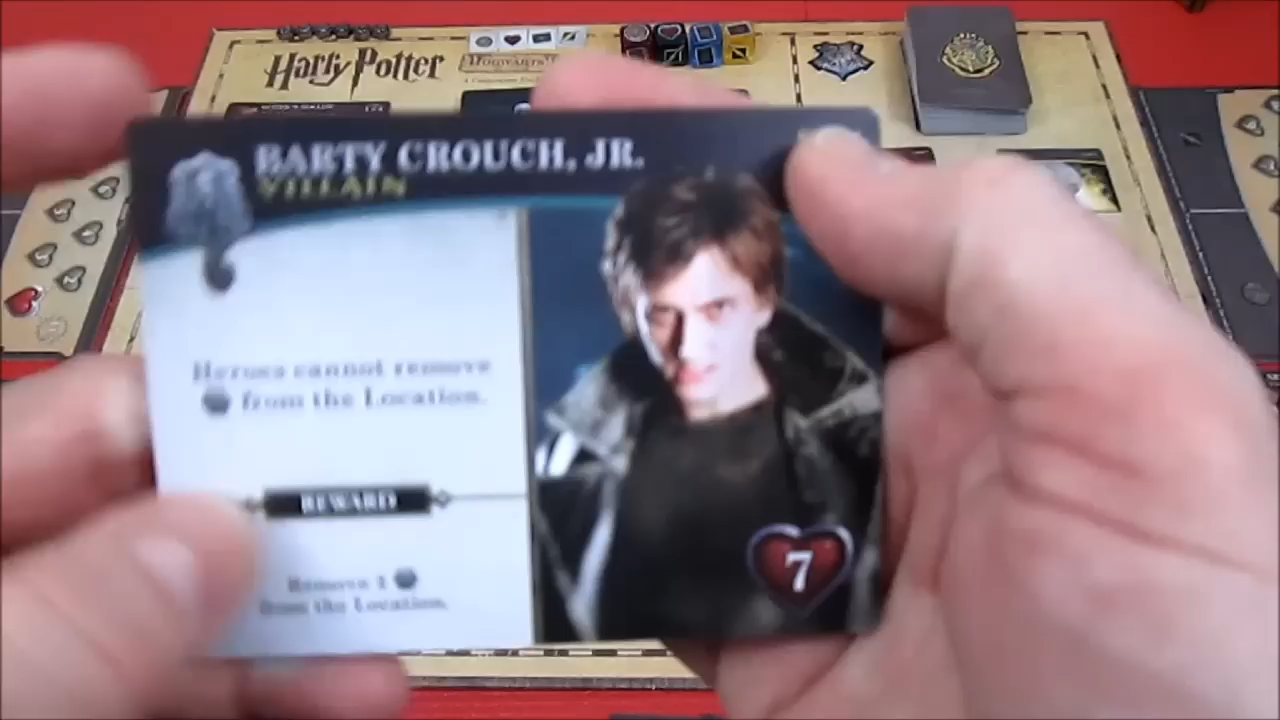 Harry Potter
HOGWARTS
BARTY CROUCH, JR.
VILLAIN
Heroes cannot remove
from the Location.
REWARD
Remove 1
from the Location.
7